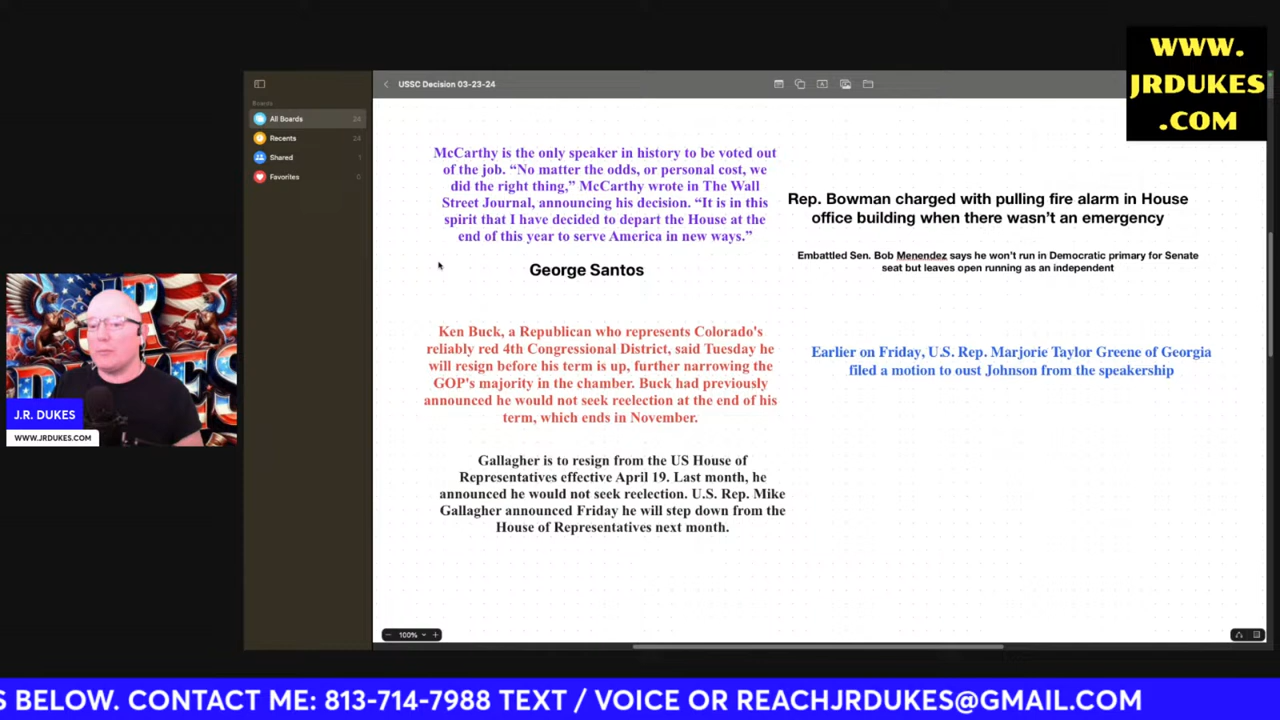 WWW.
JRDUKES
.COM
USSC Decision 03-23-24
Boards
All Boards 24
Recents 24
Shared 1
Favorites 0
McCarthy is the only speaker in history to be voted out
of the job. “No matter the odds, or personal cost, we
did the right thing,” McCarthy wrote in The Wall
Street Journal, announcing his decision. “It is in this
spirit that I have decided to depart the House at the
end of this year to serve America in new ways.”
George Santos
Ken Buck, a Republican who represents Colorado's
reliably red 4th Congressional District, said Tuesday he
will resign before his term is up, further narrowing the
GOP's majority in the chamber. Buck had previously
announced he would not seek reelection at the end of his
term, which ends in November.
Gallagher is to resign from the US House of
Representatives effective April 19. Last month, he
announced he would not seek reelection. U.S. Rep. Mike
Gallagher announced Friday he will step down from the
House of Representatives next month.
Rep. Bowman charged with pulling fire alarm in House
office building when there wasn’t an emergency
Embattled Sen. Bob Menendez says he won’t run in Democratic primary for Senate
seat but leaves open running as an independent
Earlier on Friday, U.S. Rep. Marjorie Taylor Greene of Georgia
filed a motion to oust Johnson from the speakership
100%
JR
DUKES
J.R. DUKES
WWW.JRDUKES.COM
S BELOW. CONTACT ME: 813-714-7988 TEXT / VOICE OR REACHJRDUKES@GMAIL.COM